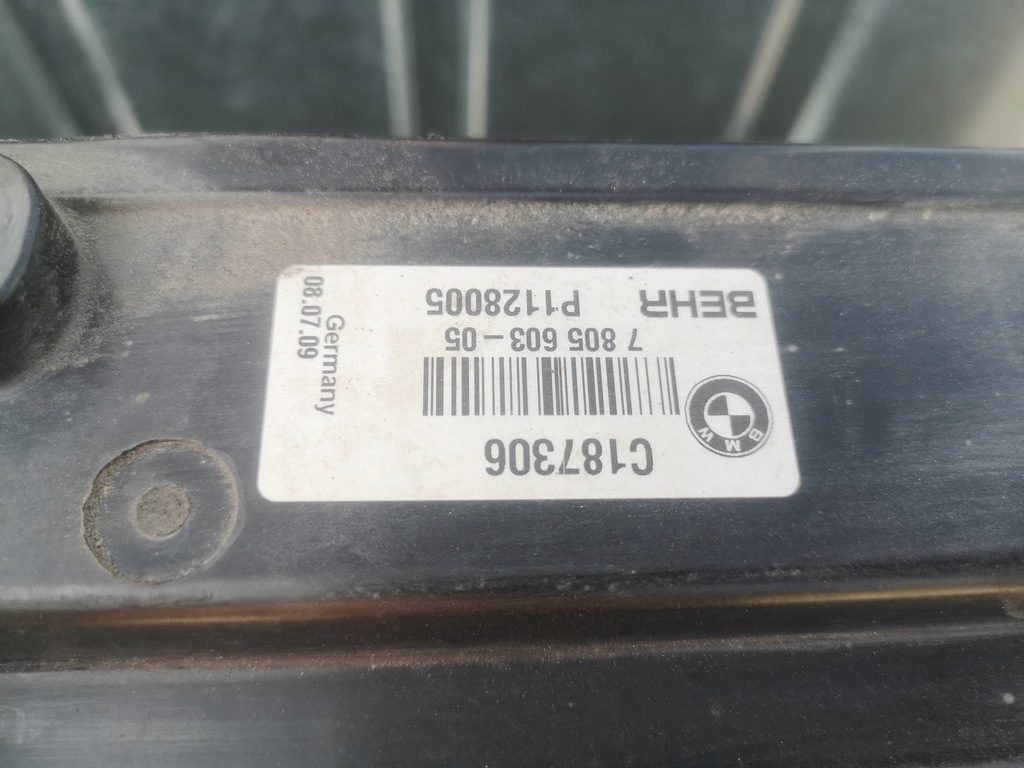 BMW
C187306
7 805 603-05
BEHR P1128005
Germany
08.07.09